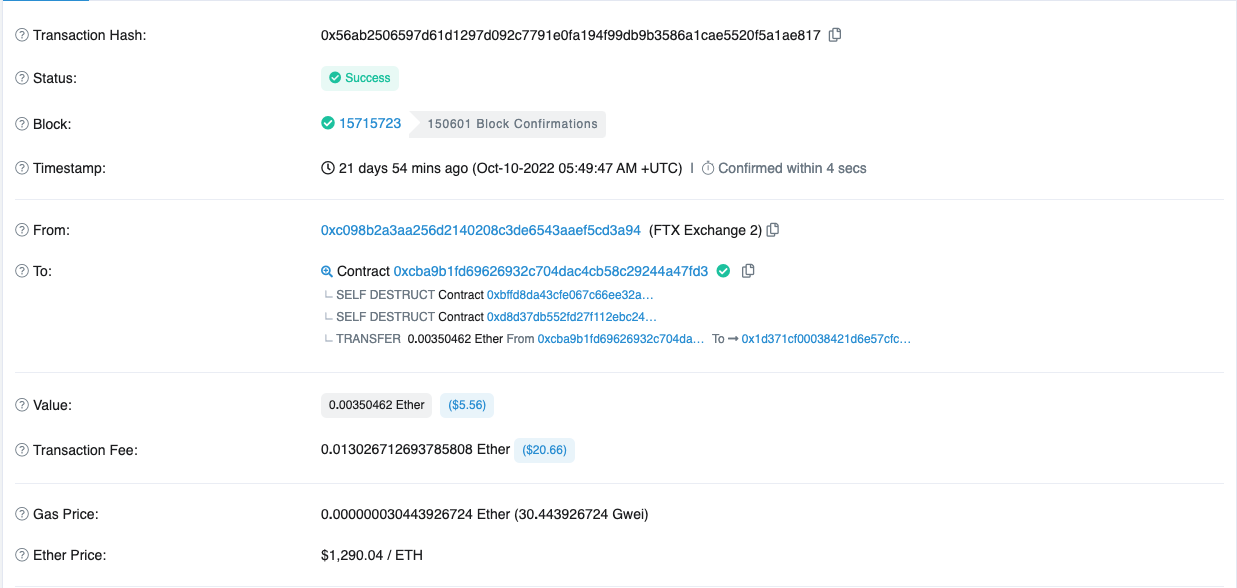 Transaction Hash: 0x56ab2506597d61d1297d092c7791e0fa194f99db9b3586a1cae5520f5a1ae817
Status: Success
Block: 15715723 150601 Block Confirmations
Timestamp: 21 days 54 mins ago (Oct-10-2022 05:49:47 AM +UTC) | Confirmed within 4 secs
From: 0xc098b2a3aa256d2140208c3de6543aaef5cd3a94 (FTX Exchange 2)
To: Contract 0xcba9b1fd69626932c704dac4cb58c29244a47fd3
SELF DESTRUCT Contract 0xbffd8da43cfe067c66ee32a...
SELF DESTRUCT Contract 0xd8d37db552fd27f112ebc24...
TRANSFER 0.00350462 Ether From 0xcba9b1fd69626932c704da... To → 0x1d371cf00038421d6e57cfc...
Value: 0.00350462 Ether ($5.56)
Transaction Fee: 0.013026712693785808 Ether ($20.66)
Gas Price: 0.000000030443926724 Ether (30.443926724 Gwei)
Ether Price: $1,290.04 / ETH